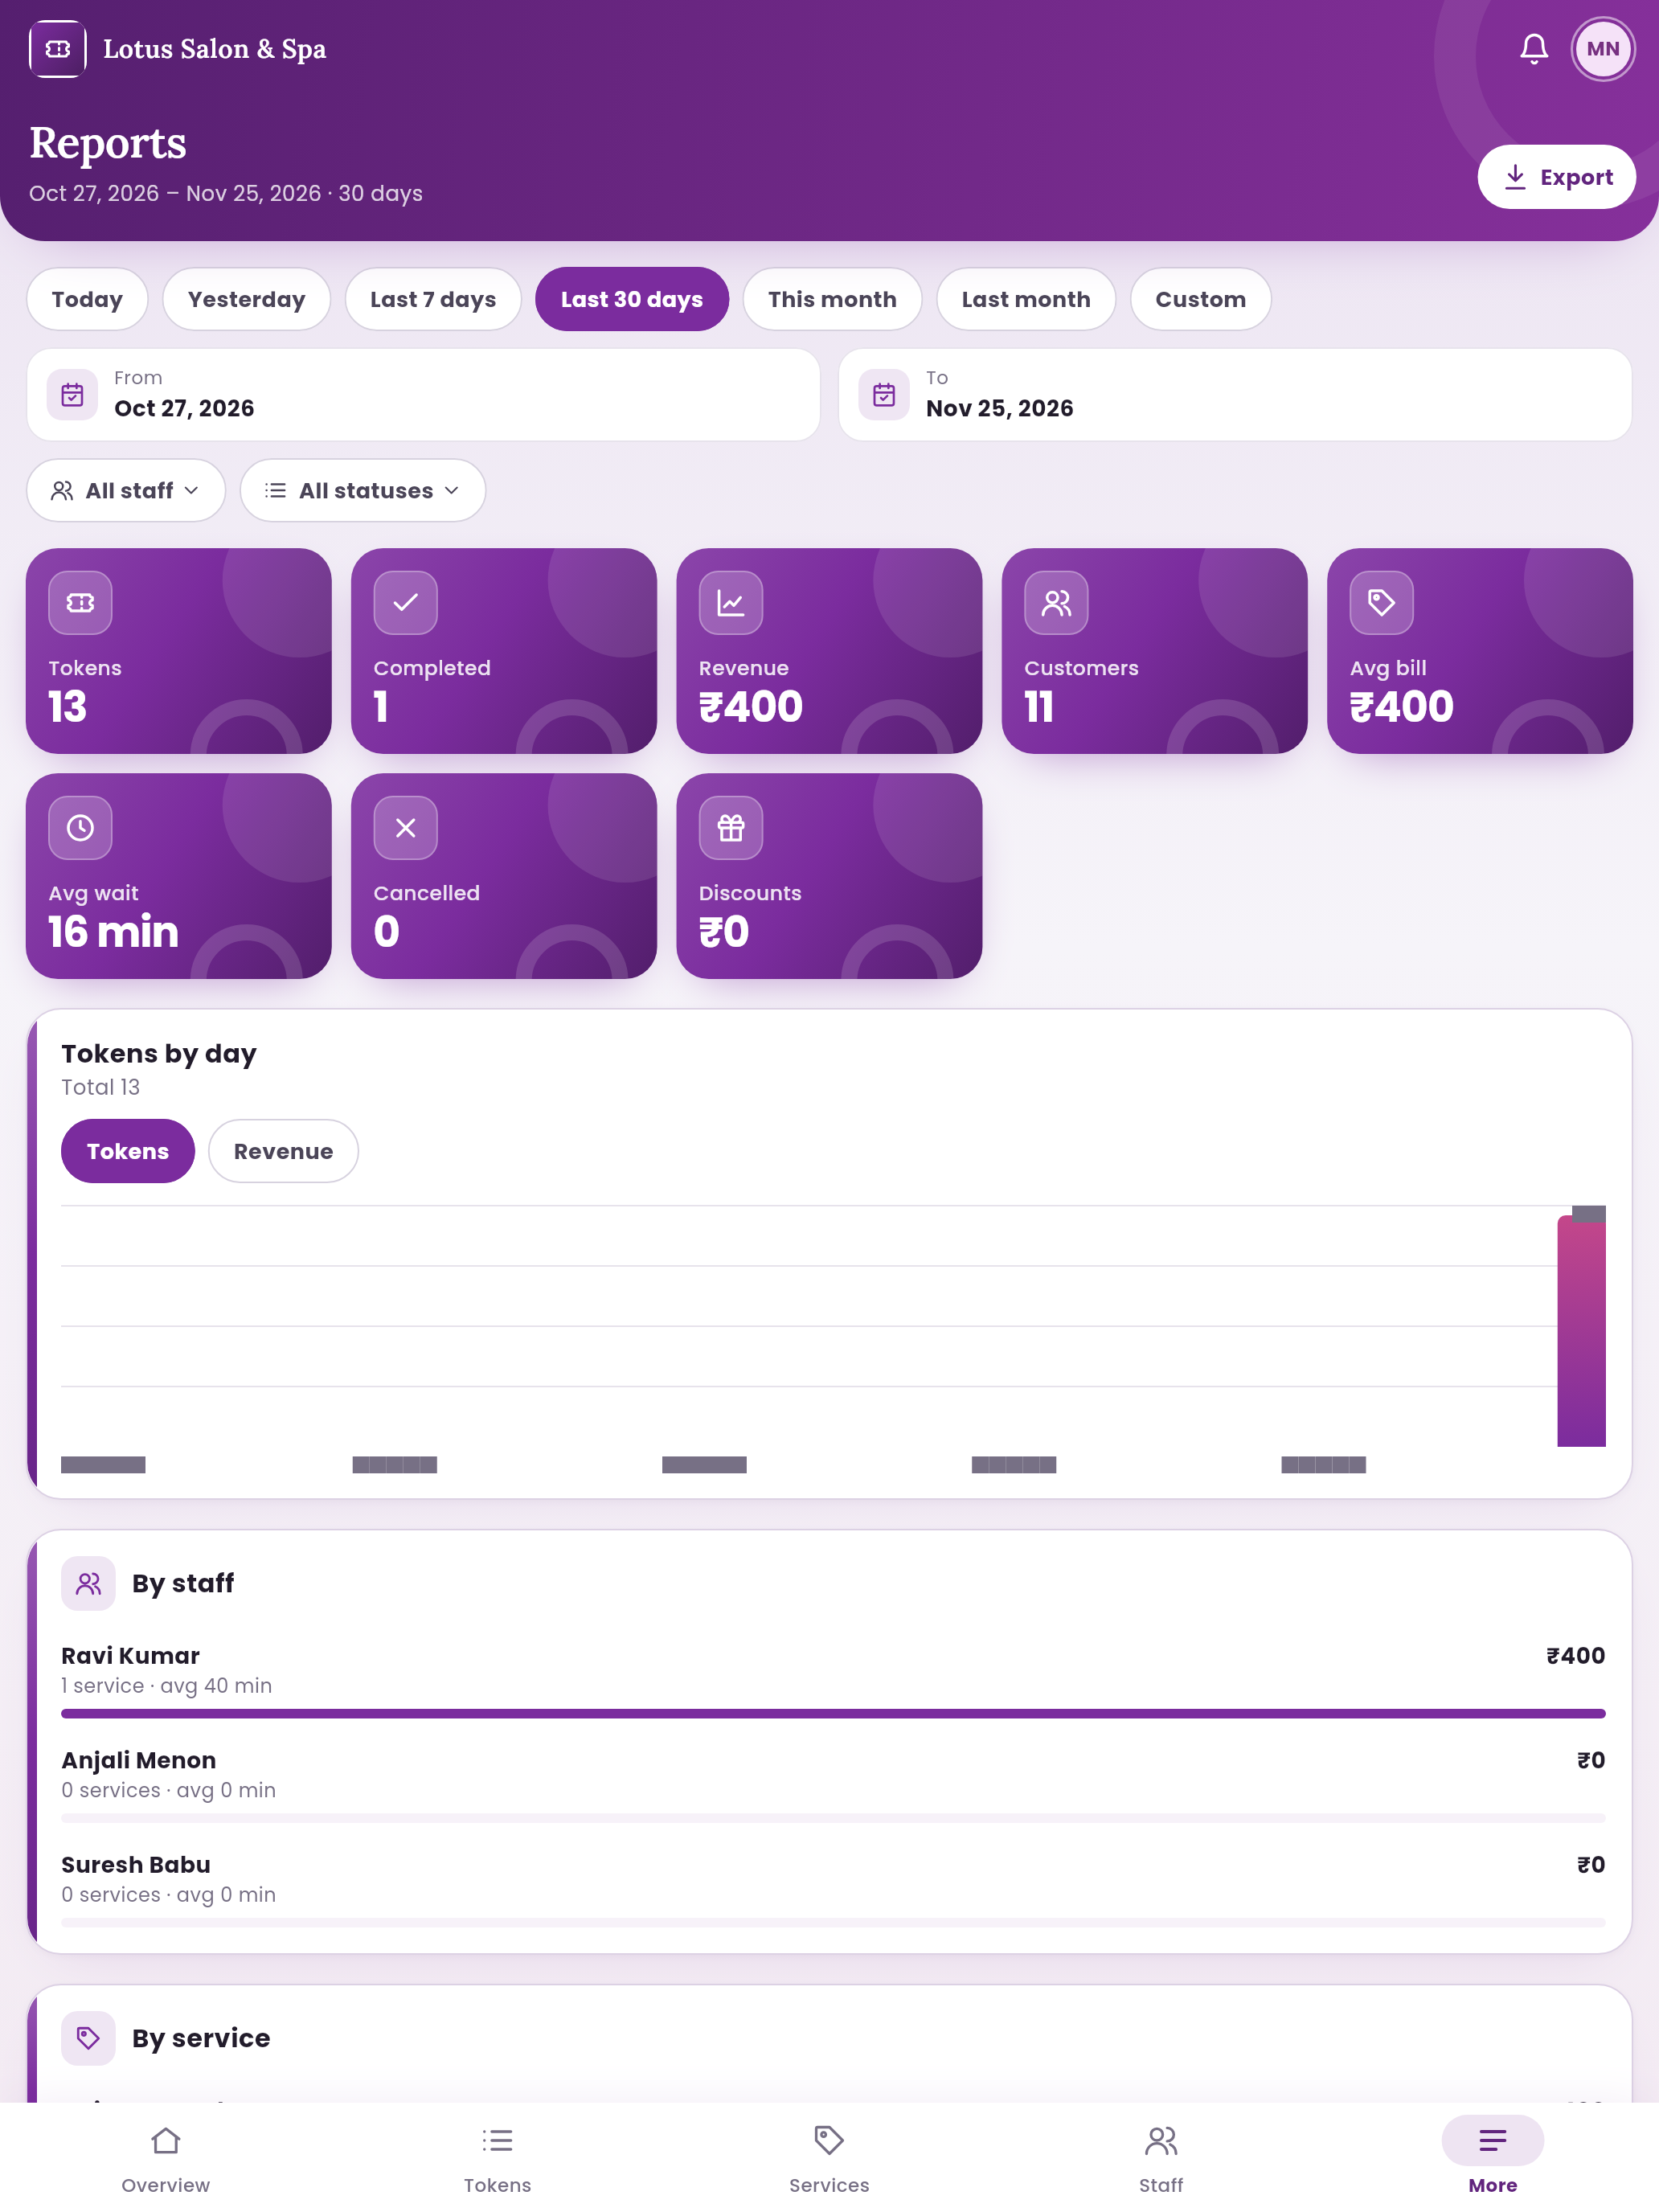 Lotus Salon & Spa
MN
Reports
Oct 27, 2026 – Nov 25, 2026 · 30 days
Export
Today
Yesterday
Last 7 days
Last 30 days
This month
Last month
Custom
From
Oct 27, 2026
To
Nov 25, 2026
All staff
All statuses
Tokens
13
Completed
1
Revenue
₹400
Customers
11
Avg bill
₹400
Avg wait
16 min
Cancelled
0
Discounts
₹0
Tokens by day
Total 13
Tokens
Revenue
By staff
Ravi Kumar
₹400
1 service · avg 40 min
Anjali Menon
₹0
0 services · avg 0 min
Suresh Babu
₹0
0 services · avg 0 min
By service
Overview
Tokens
Services
Staff
More